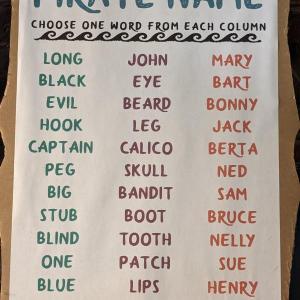 PIRATE NAME
CHOOSE ONE WORD FROM EACH COLUMN
LONG JOHN MARY
BLACK EYE BART
EVIL BEARD BONNY
HOOK LEG JACK
CAPTAIN CALICO BERTA
PEG SKULL NED
BIG BANDIT SAM
STUB BOOT BRUCE
BLIND TOOTH NELLY
ONE PATCH SUE
BLUE LIPS HENRY